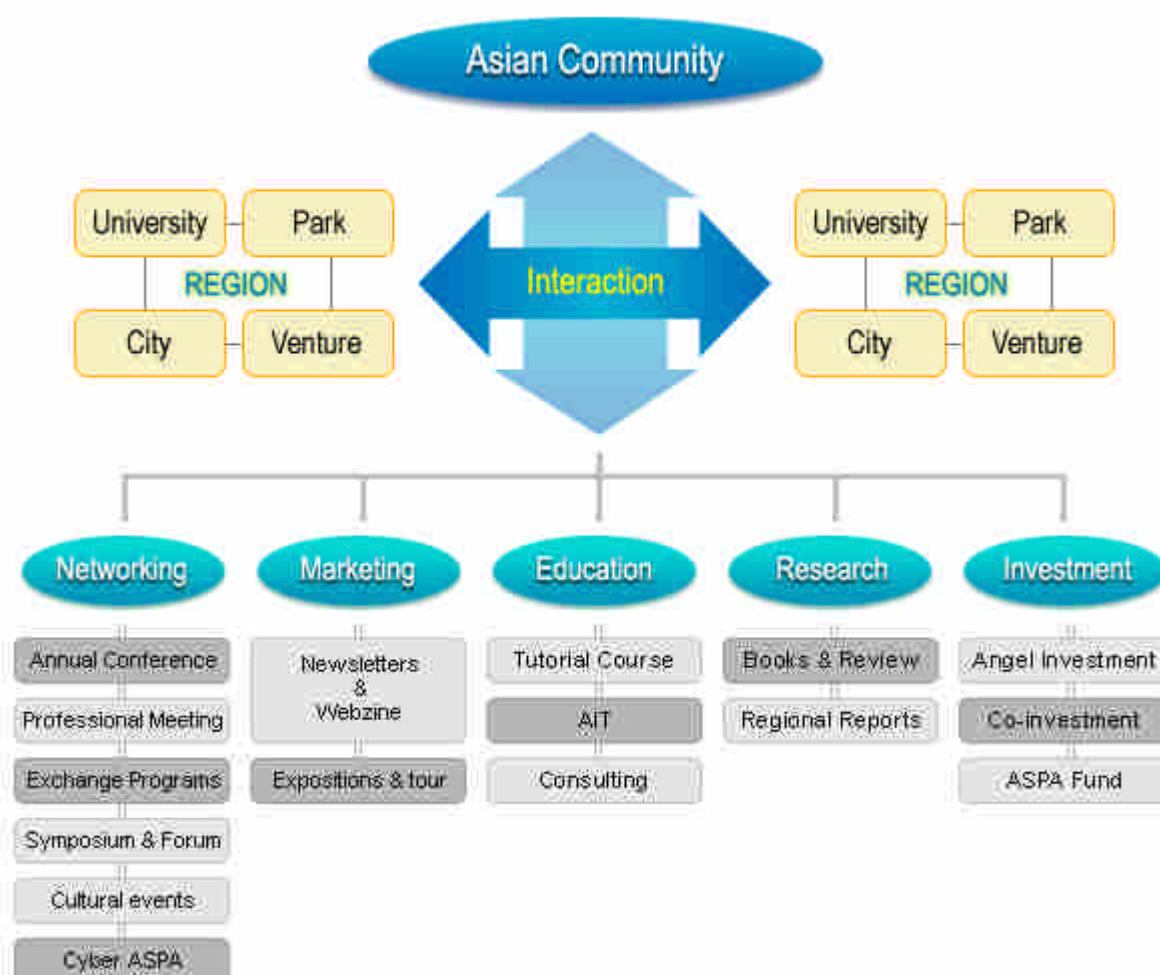 Asian Community
University
Park
REGION
City
Venture
Interaction
University
Park
REGION
City
Venture
Networking
Annual Conference
Professional Meeting
Exchange Programs
Symposium & Forum
Cultural events
Cyber ASPA
Marketing
Newsletters
&
Webzine
Expositions & tour
Education
Tutorial Course
AIT
Consulting
Research
Books & Review
Regional Reports
Investment
Angel Investment
Co-investment
ASPA Fund